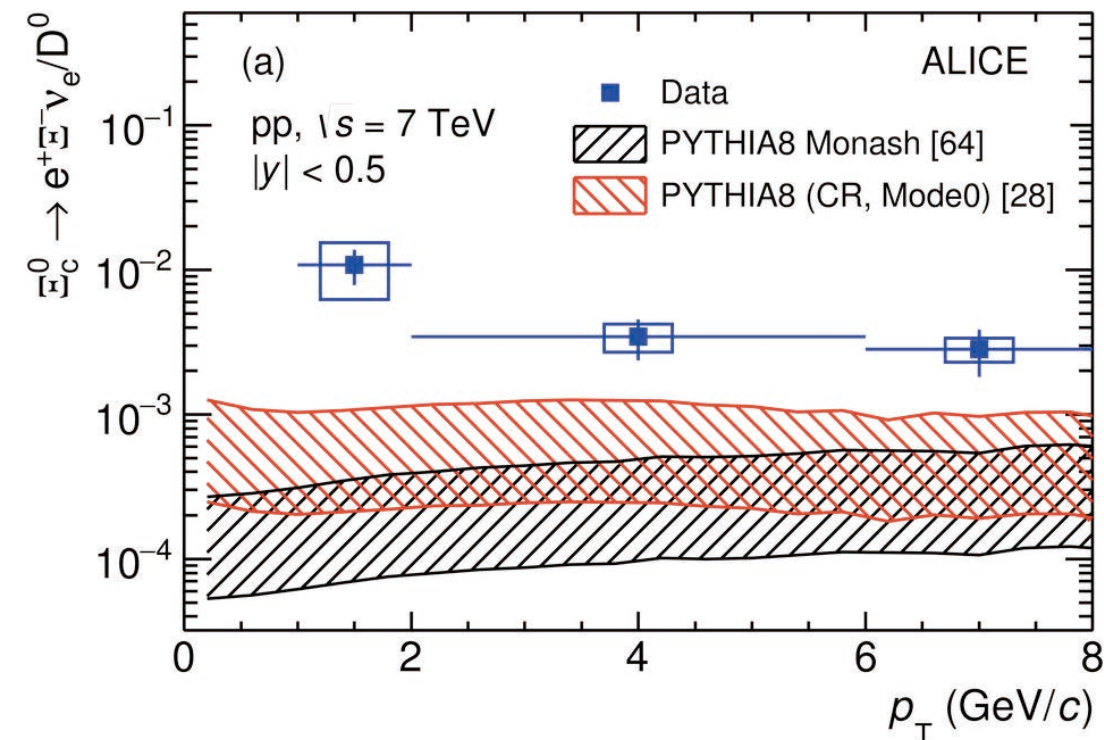 Ξ⁰c → e⁺Ξ⁻νe/D⁰
(a)
ALICE
pp, √s = 7 TeV
|y| < 0.5
Data
PYTHIA8 Monash [64]
PYTHIA8 (CR, Mode0) [28]
10⁻¹
10⁻²
10⁻³
10⁻⁴
0 2 4 6 8
pT (GeV/c)